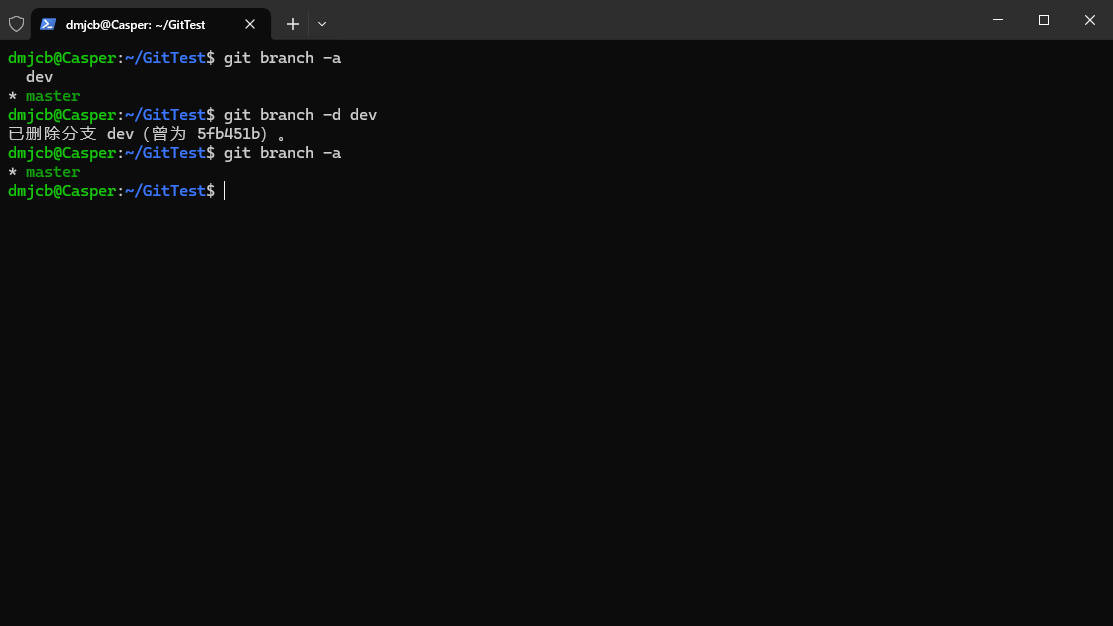 dmjcb@Casper: ~/GitTest
dmjcb@Casper:~/GitTest$ git branch -a
  dev
* master
dmjcb@Casper:~/GitTest$ git branch -d dev
已删除分支 dev（曾为 5fb451b）。
dmjcb@Casper:~/GitTest$ git branch -a
* master
dmjcb@Casper:~/GitTest$